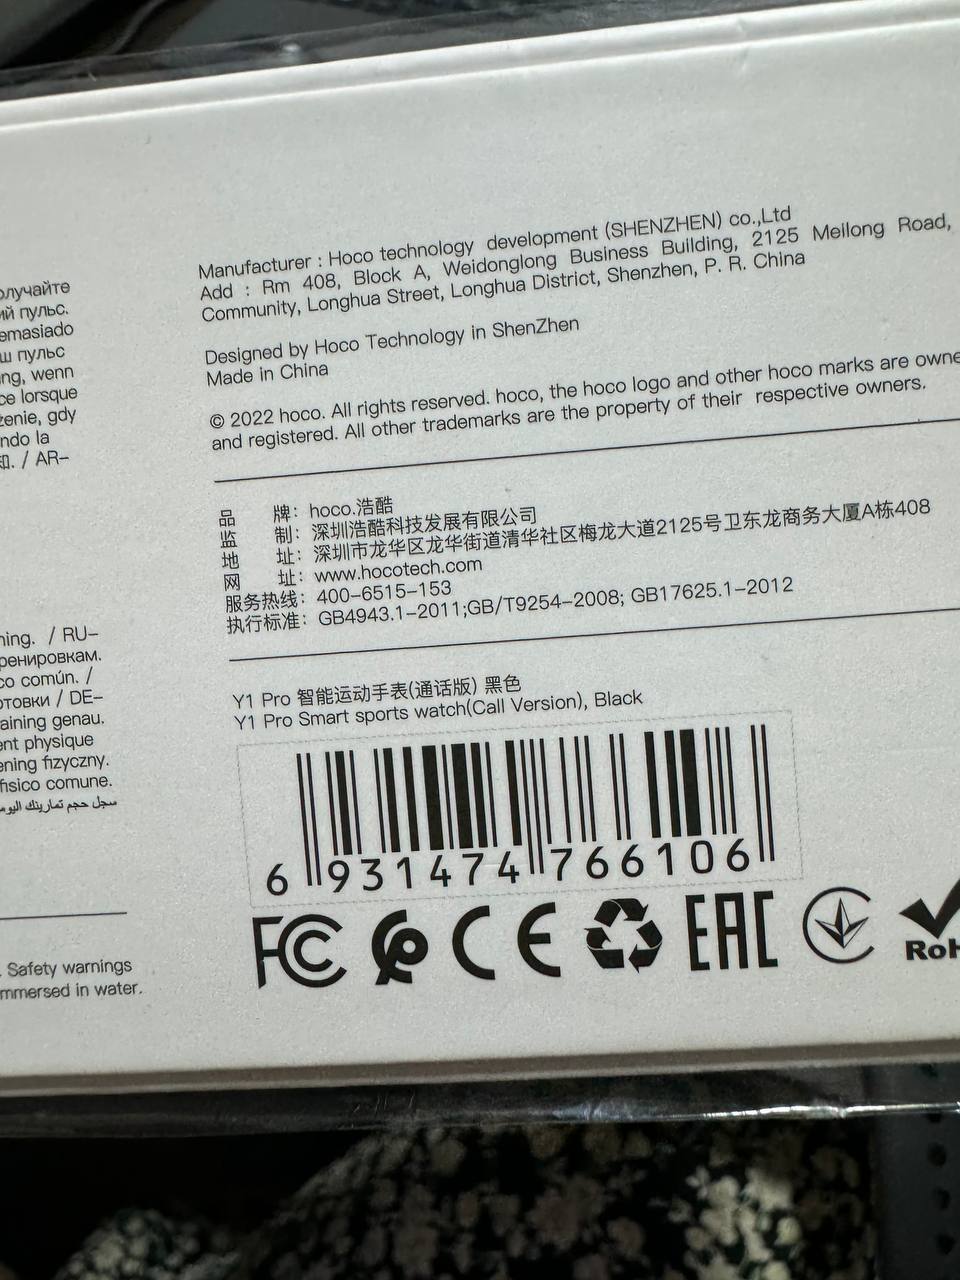 олучайте
ий пульс.
emasiado
ш пульс
ng, wenn
ce lorsque
żenie, gdy
ndo la
知. / AR–
ning. / RU–
ренировкам.
co común. /
отовки / DE–
aining genau.
ent physique
ening fizyczny.
fisico comune.
سجل حجم تمارينك اليوم
. Safety warnings
mmersed in water.
Manufacturer : Hoco technology development (SHENZHEN) co.,Ltd
Add : Rm 408, Block A, Weidonglong Business Building, 2125 Meilong Road,
Community, Longhua Street, Longhua District, Shenzhen, P. R. China
Designed by Hoco Technology in ShenZhen
Made in China
© 2022 hoco. All rights reserved. hoco, the hoco logo and other hoco marks are owne
and registered. All other trademarks are the property of their respective owners.
品 牌: hoco.浩酷
监 制: 深圳浩酷科技发展有限公司
地 址: 深圳市龙华区龙华街道清华社区梅龙大道2125号卫东龙商务大厦A栋408
网 址: www.hocotech.com
服务热线: 400–6515–153
执行标准: GB4943.1–2011;GB/T9254–2008; GB17625.1–2012
Y1 Pro 智能运动手表(通话版) 黑色
Y1 Pro Smart sports watch(Call Version), Black
6 931474 766106
FC CE EAC RoH